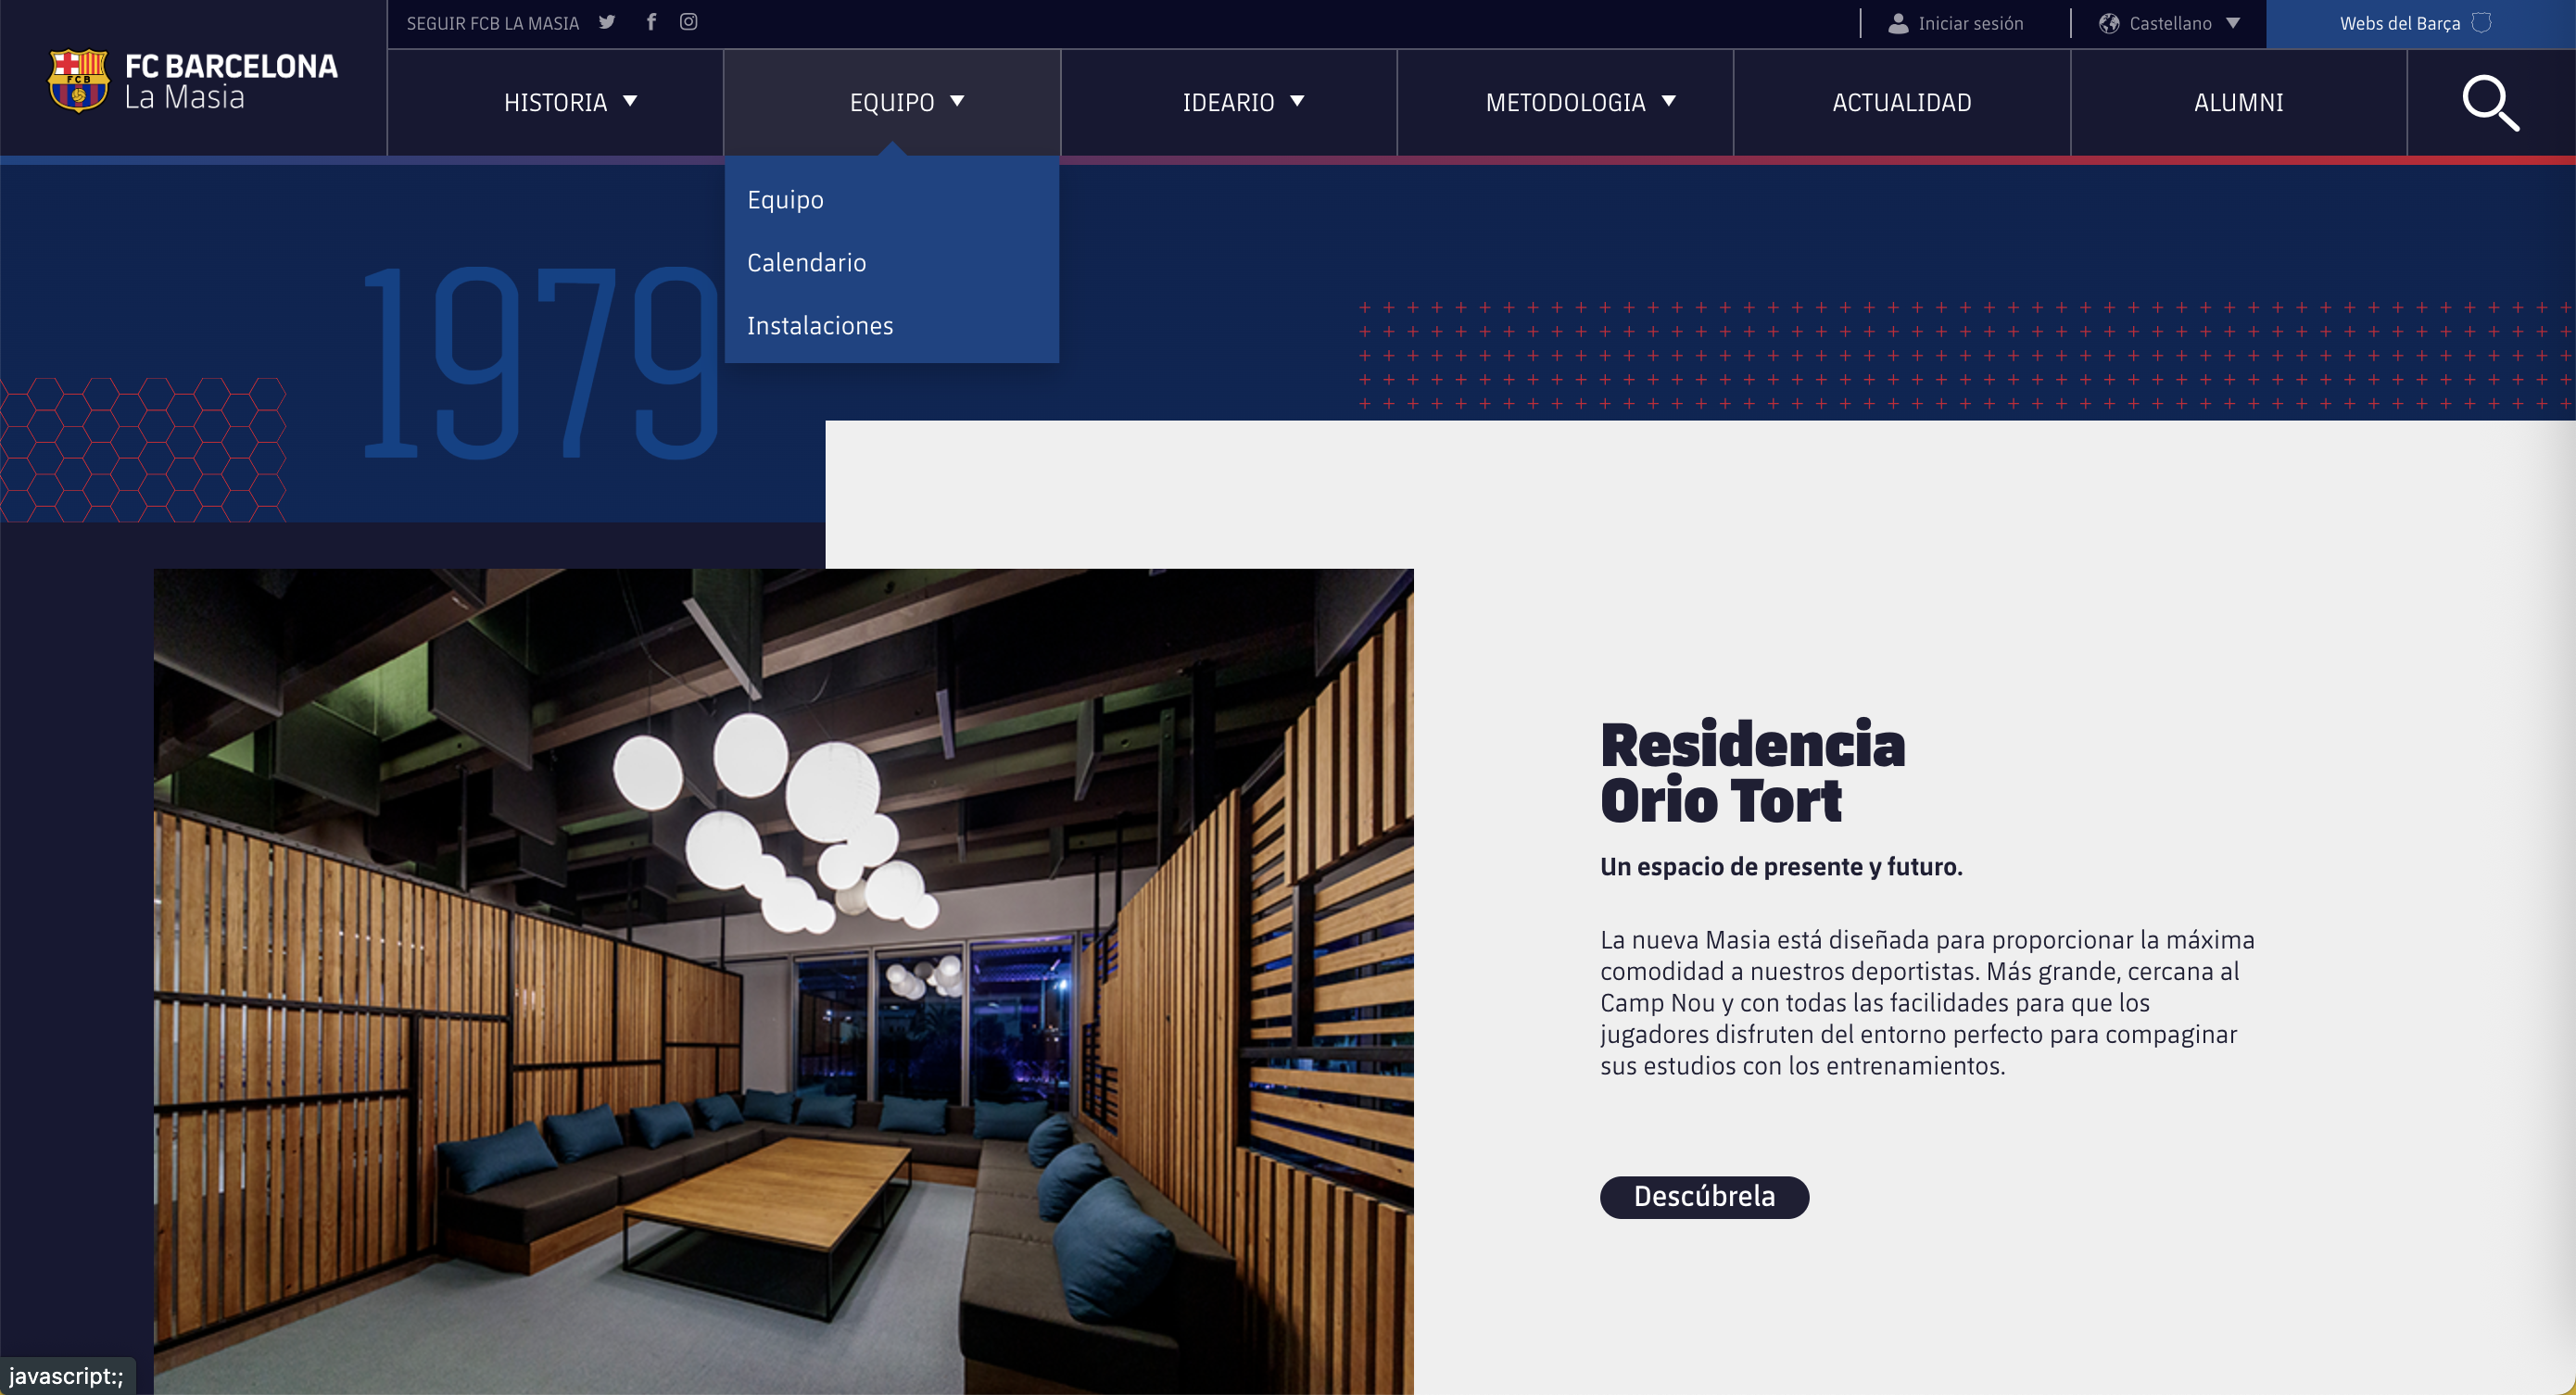 FC BARCELONA
La Masia
FCB
SEGUIR FCB LA MASIA
Iniciar sesión
Castellano
Webs del Barça
HISTORIA
EQUIPO
IDEARIO
METODOLOGIA
ACTUALIDAD
ALUMNI
Equipo
Calendario
Instalaciones
1979
Residencia
Orio Tort
Un espacio de presente y futuro.
La nueva Masia está diseñada para proporcionar la máxima
comodidad a nuestros deportistas. Más grande, cercana al
Camp Nou y con todas las facilidades para que los
jugadores disfruten del entorno perfecto para compaginar
sus estudios con los entrenamientos.
Descúbrela
javascript:;